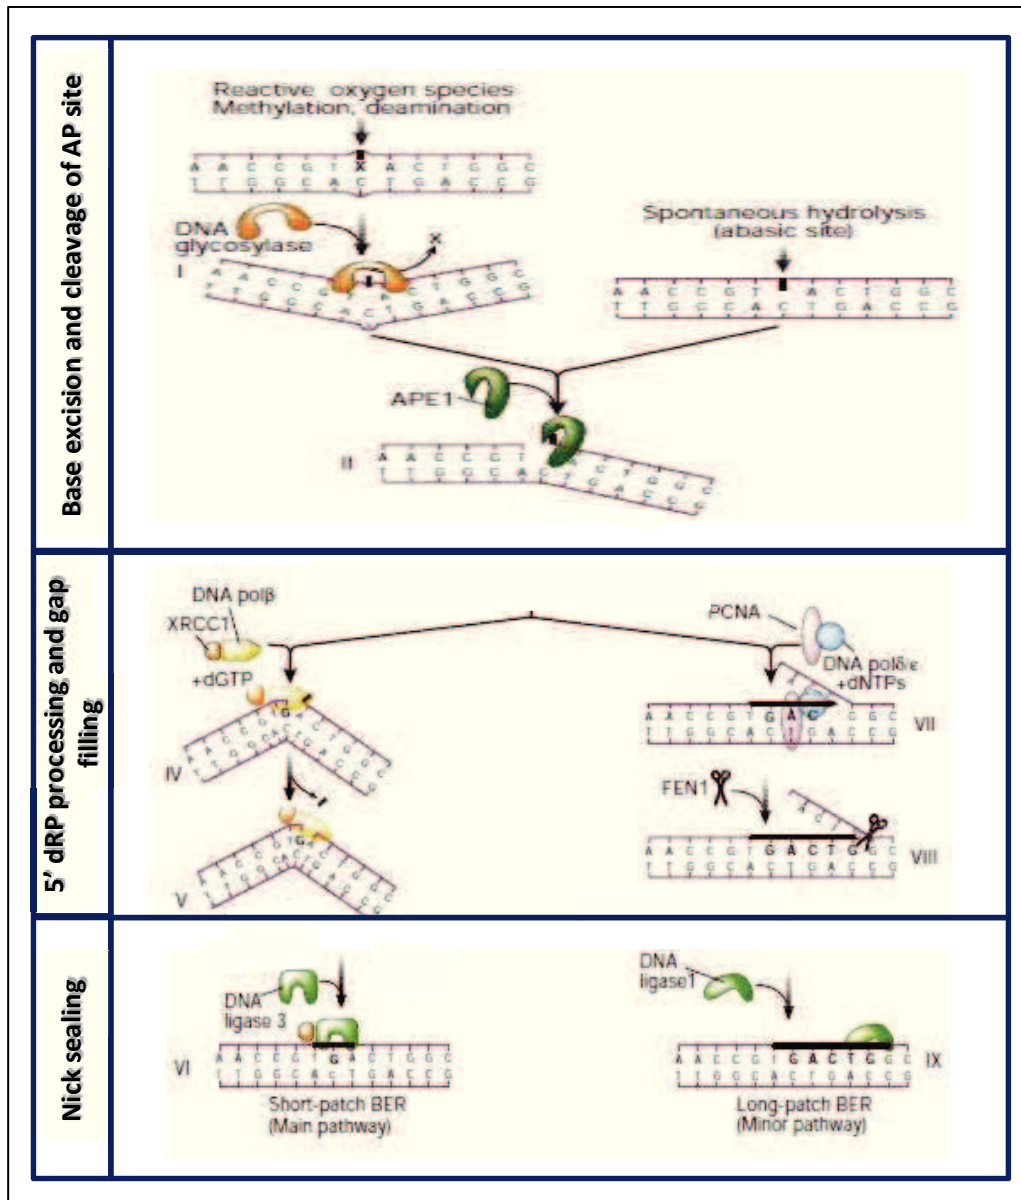 Base excision and cleavage of AP site
Reactive oxygen species
Methylation, deamination
A A C C G T X A C T G G C
T T G G C A C T G A C C G
DNA
glycosylase
X
I
A A C C G T A C T G G C
T T G G C A C T G A C C G
Spontaneous hydrolysis
(abasic site)
A A C C G T A C T G G C
T T G G C A C T G A C C G
APE1
II
A A C C G T A C T G G C
T T G G C A C T G A C C G
5’ dRP processing and gap
filling
DNA polβ
XRCC1
+dGTP
IV
A A C C G T G A C T G G C
T T G G C A C T G A C C G
V
A A C C G T G A C T G G C
T T G G C A C T G A C C G
PCNA
DNA polδ/ε
+dNTPs
A
A A C C G T G A C G G C
T T G G C A C T G A C C G
VII
FEN1
A C T
A A C C G T G A C T G G C
T T G G C A C T G A C C G
VIII
Nick sealing
DNA
ligase 3
VI
A A C C G T G A C T G G C
T T G G C A C T G A C C G
Short-patch BER
(Main pathway)
DNA
ligase1
A A C C G T G A C T G G C
T T G G C A C T G A C C G
IX
Long-patch BER
(Minor pathway)